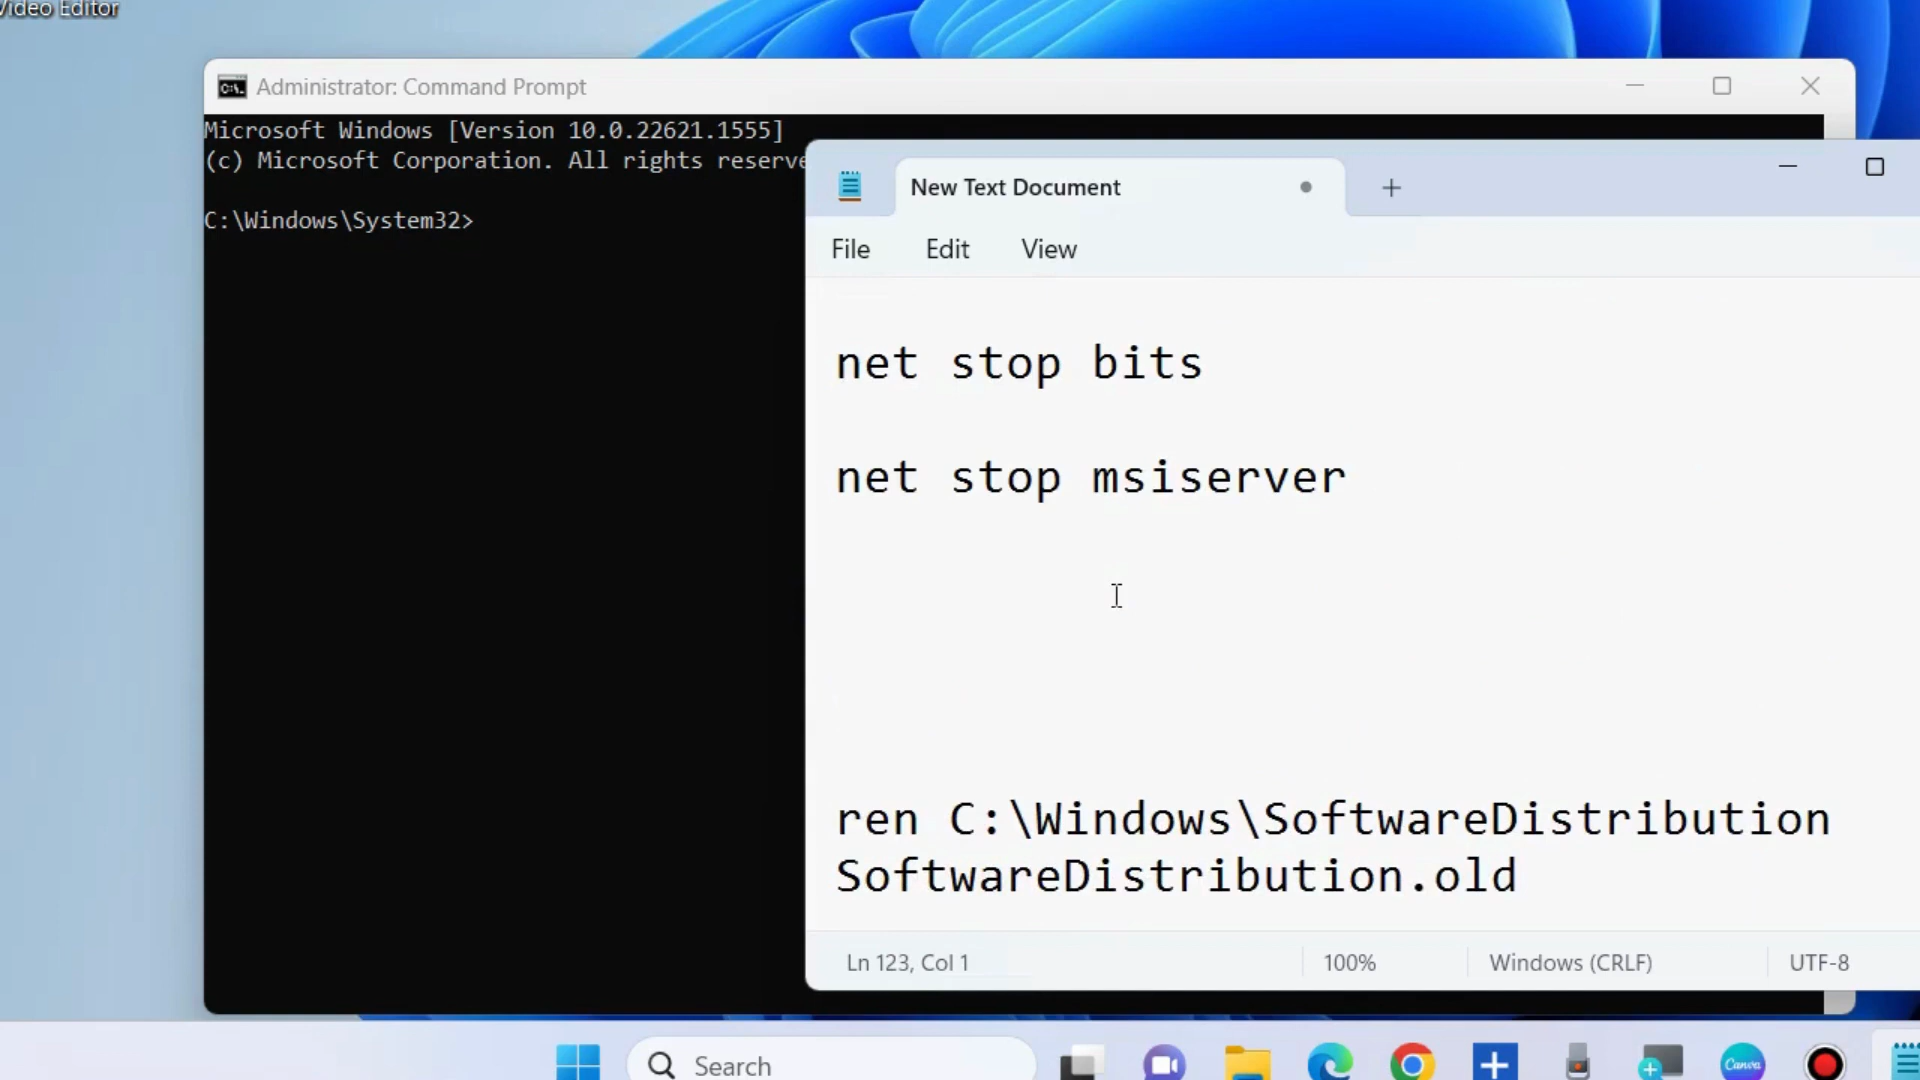 Video Editor
Administrator: Command Prompt
Microsoft Windows [Version 10.0.22621.1555]
(c) Microsoft Corporation. All rights reserve
C:\Windows\System32>
New Text Document
File Edit View
net stop bits
net stop msiserver
ren C:\Windows\SoftwareDistribution
SoftwareDistribution.old
Ln 123, Col 1 100% Windows (CRLF) UTF-8
Search
Canva